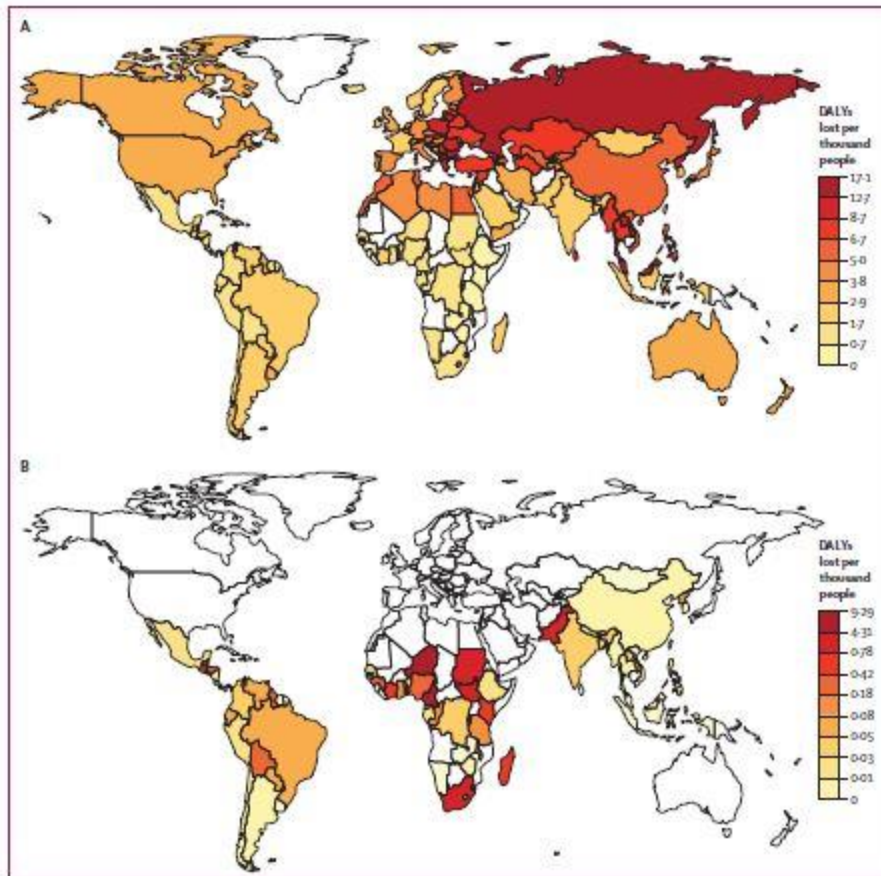 A
DALYs
lost per
thousand
people
17·1
12·7
8·7
6·7
5·0
3·8
2·9
1·7
0·7
0
B
DALYs
lost per
thousand
people
9·29
4·31
0·78
0·42
0·18
0·08
0·05
0·03
0·01
0